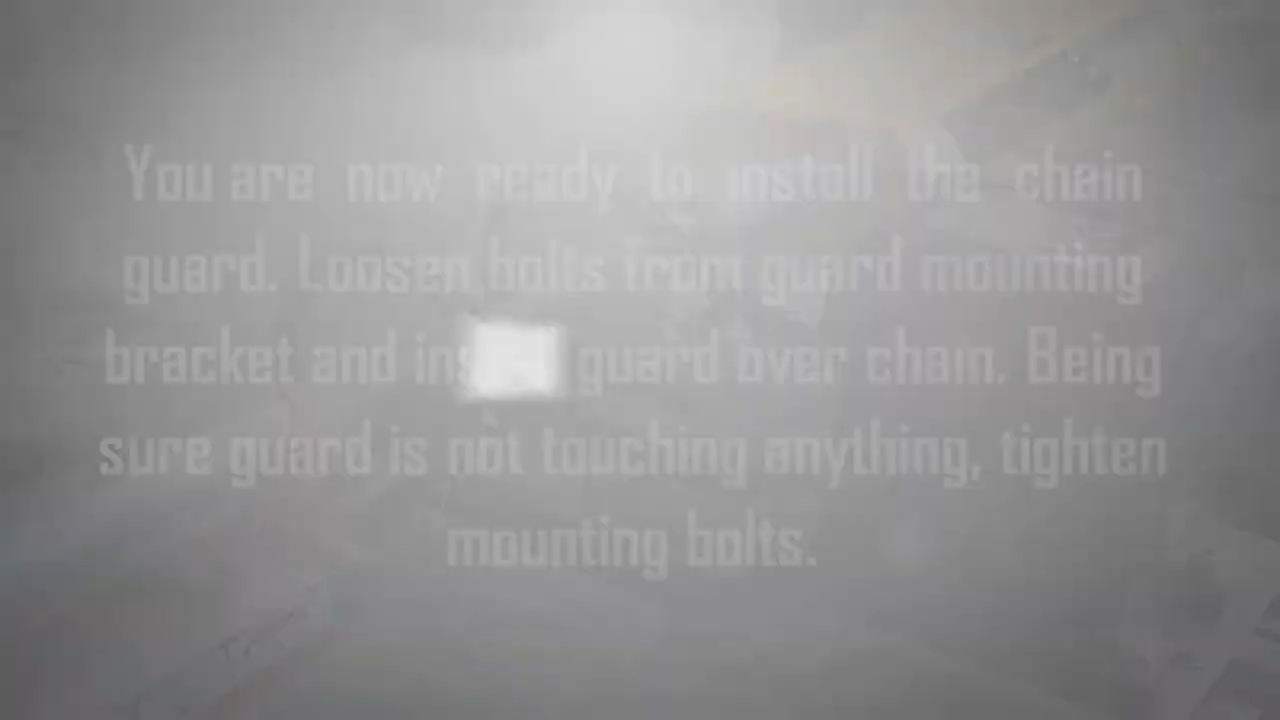 You are now ready to install the chain
guard. Loosen bolts from guard mounting
bracket and guard over chain. Being
sure guard is not touching anything, tighten
mounting bolts.